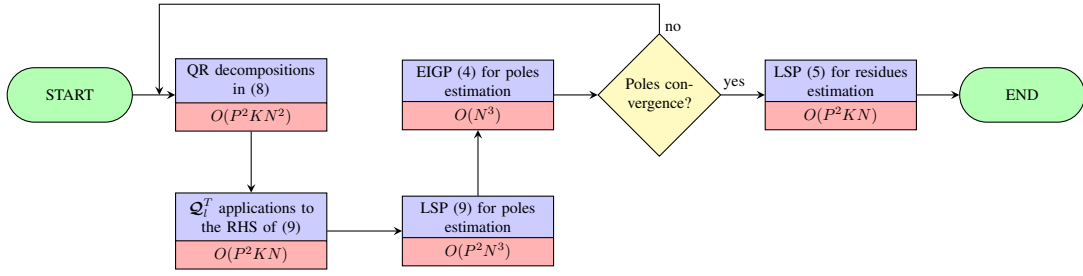 START
QR decompositions
in (8)
O(P²KN²)
𝓠ₗᵀ applications to
the RHS of (9)
O(P²KN)
LSP (9) for poles
estimation
O(P²N³)
EIGP (4) for poles
estimation
O(N³)
Poles con-
vergence?
no
yes
LSP (5) for residues
estimation
O(P²KN)
END